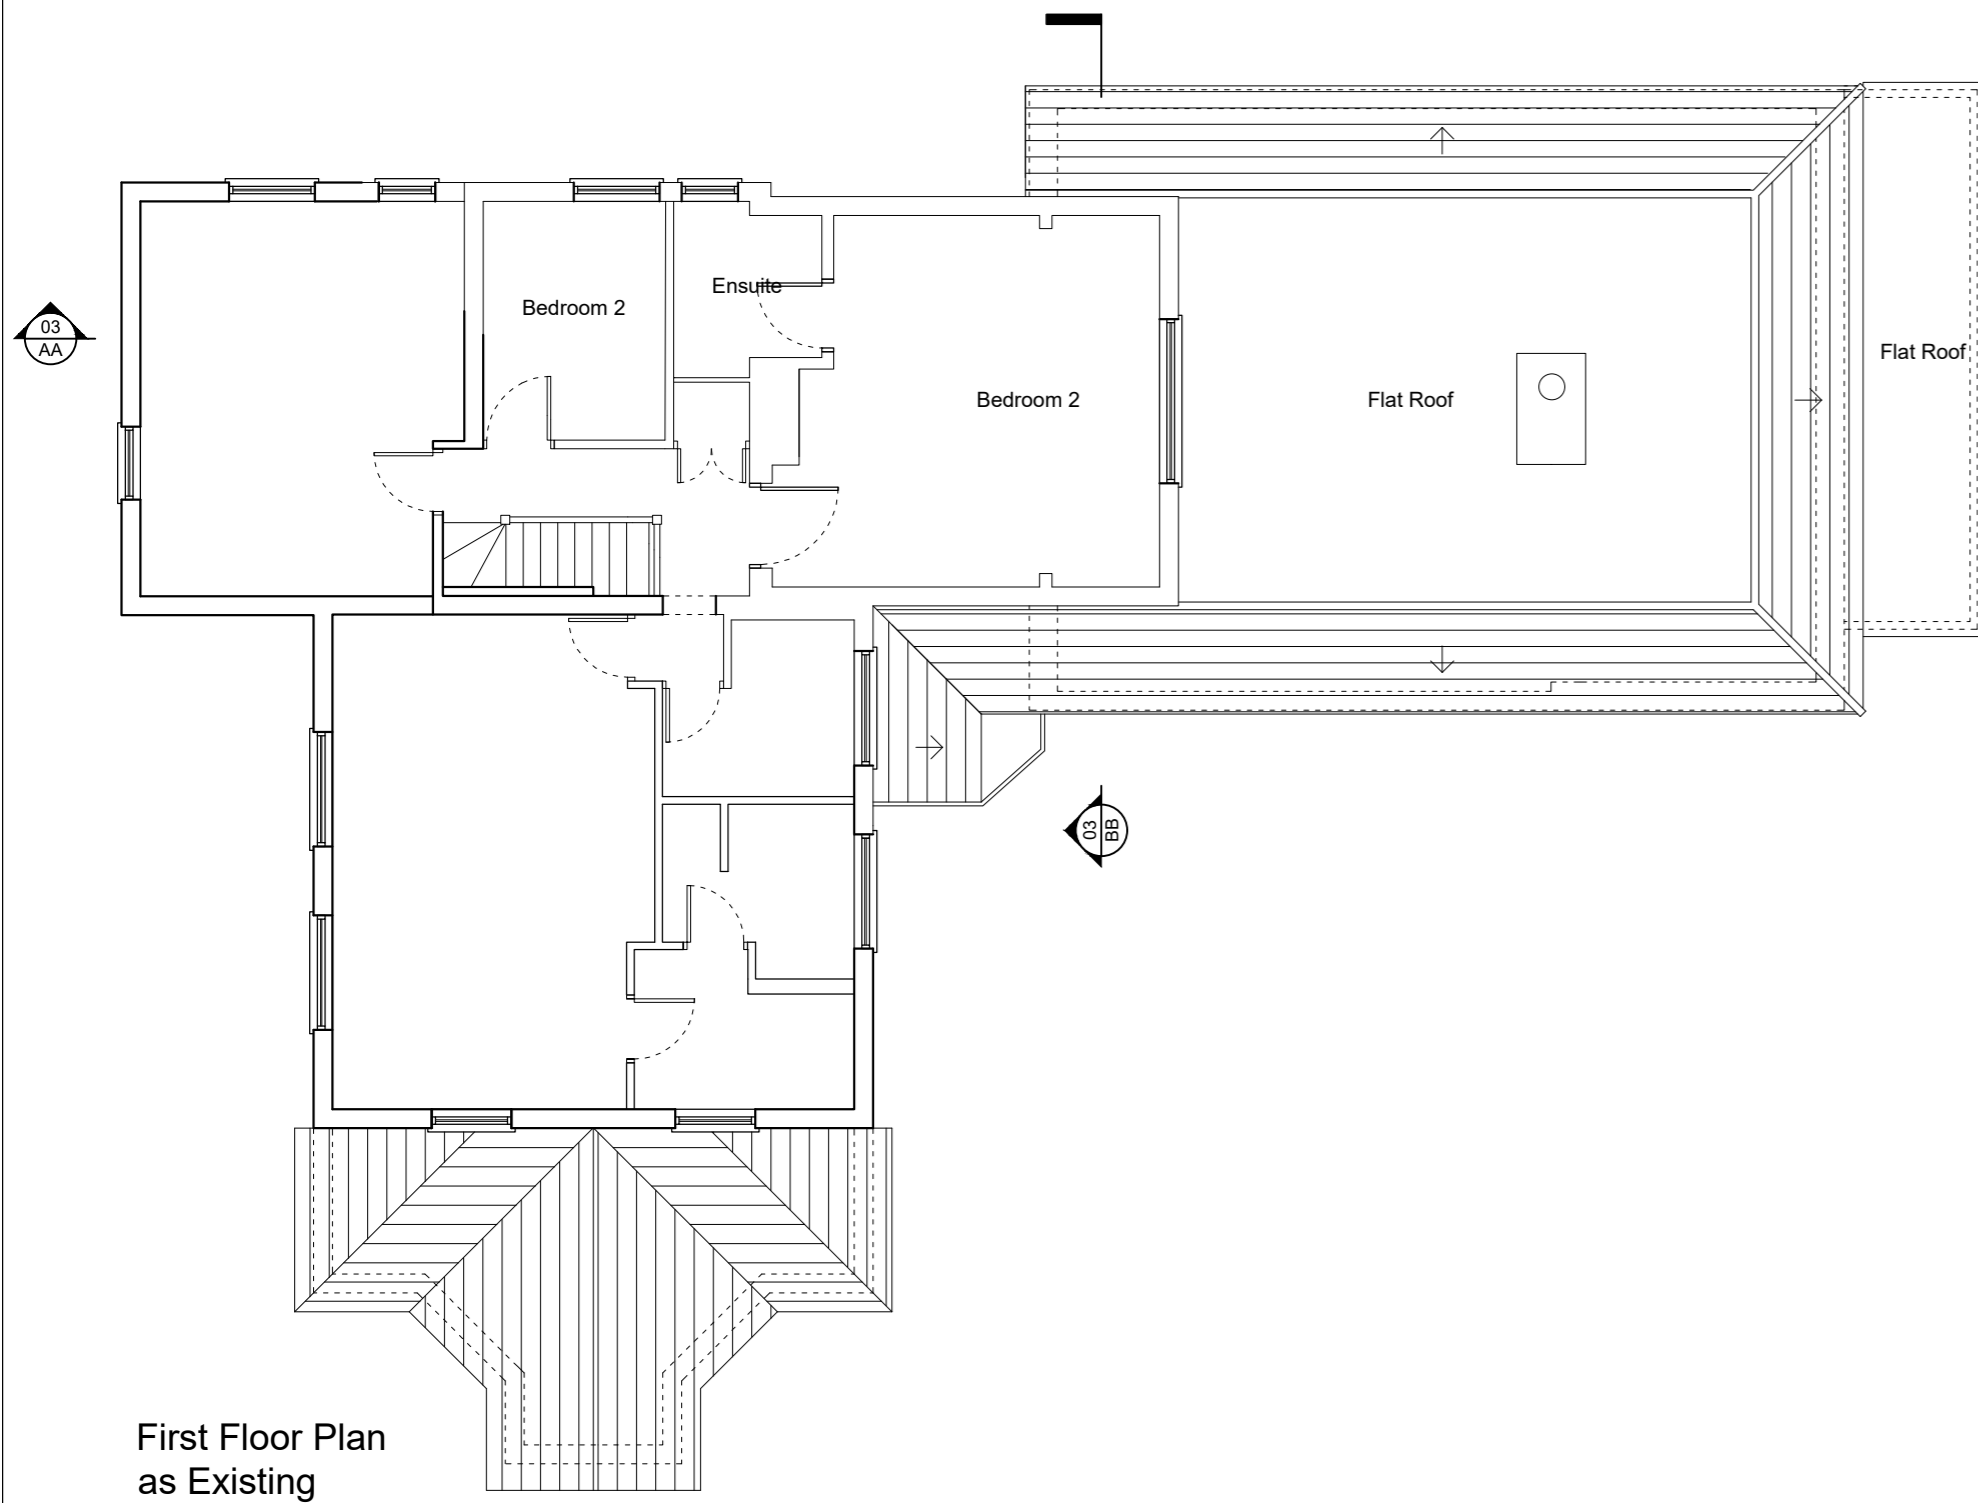 Ensuite
Bedroom 2
03
AA
Flat Roof
Bedroom 2
Flat Roof
03
BB
First Floor Plan
as Existing